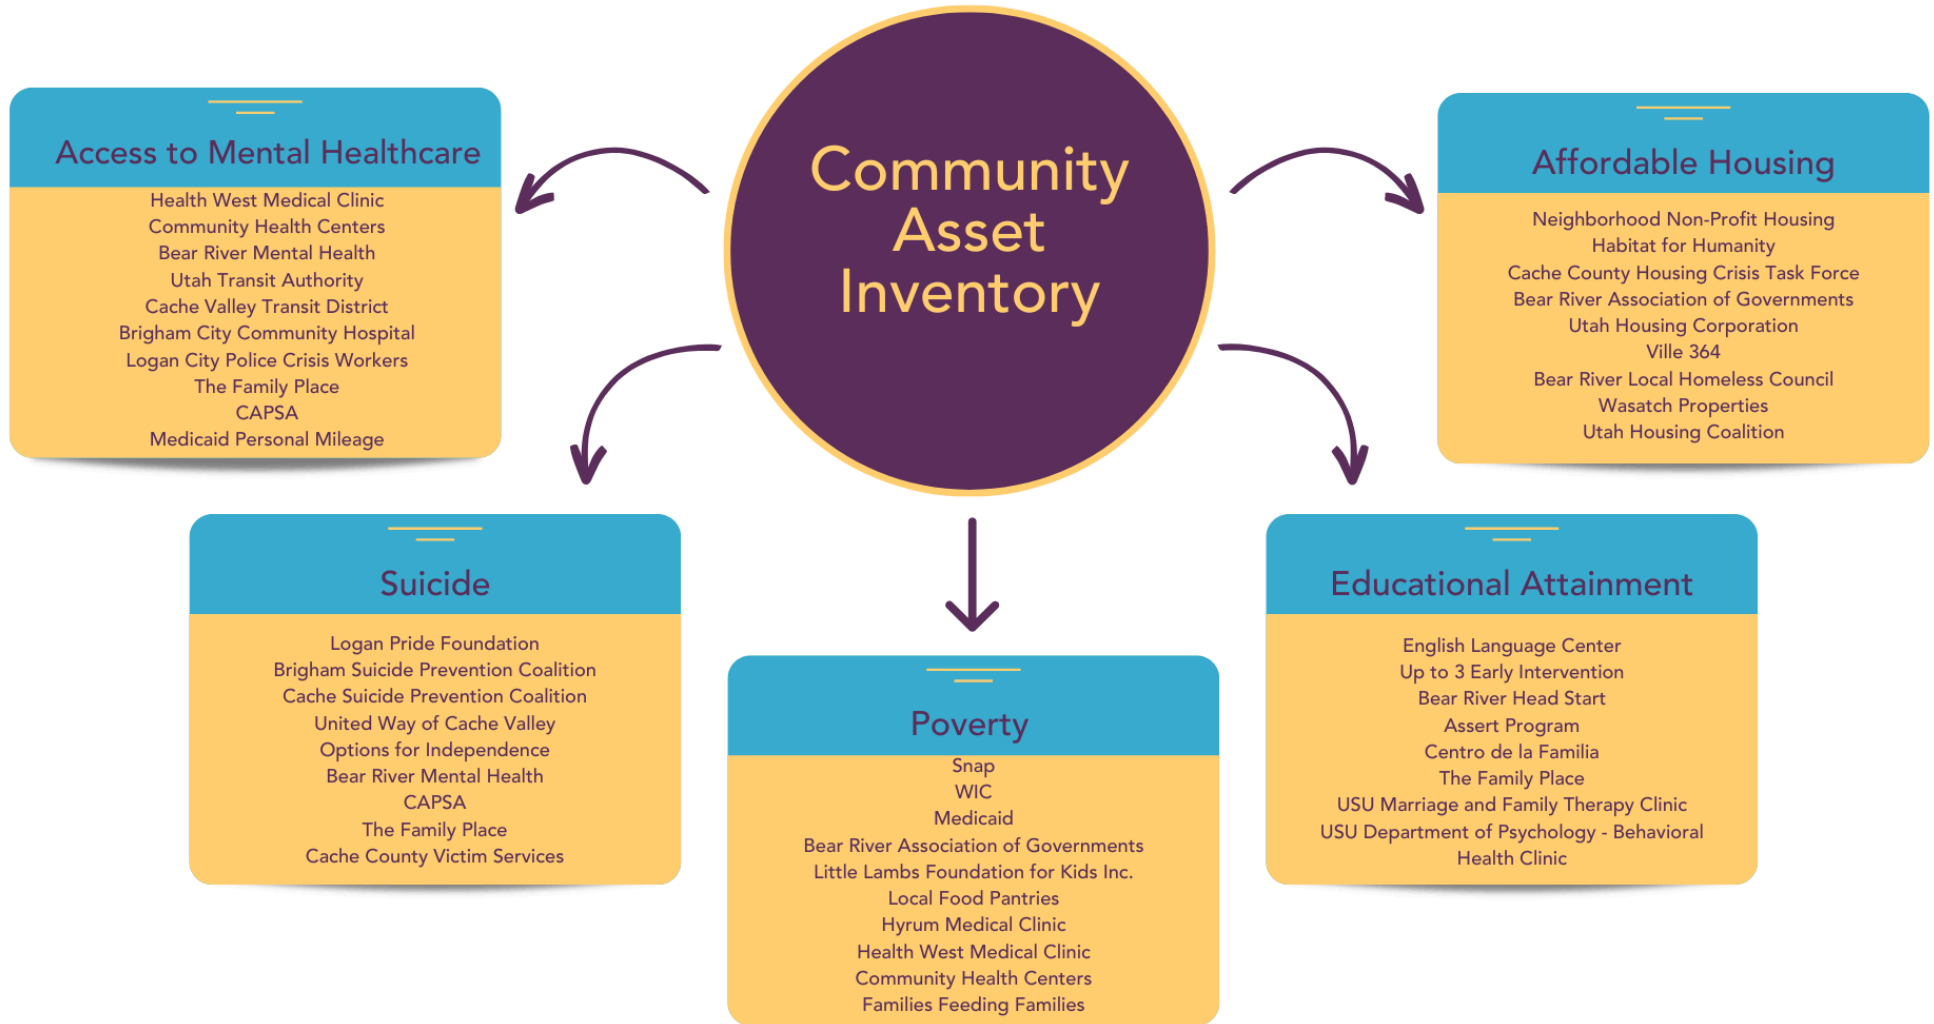 Community
Asset
Inventory
Access to Mental Healthcare
Health West Medical Clinic
Community Health Centers
Bear River Mental Health
Utah Transit Authority
Cache Valley Transit District
Brigham City Community Hospital
Logan City Police Crisis Workers
The Family Place
CAPSA
Medicaid Personal Mileage
Affordable Housing
Neighborhood Non-Profit Housing
Habitat for Humanity
Cache County Housing Crisis Task Force
Bear River Association of Governments
Utah Housing Corporation
Ville 364
Bear River Local Homeless Council
Wasatch Properties
Utah Housing Coalition
Suicide
Logan Pride Foundation
Brigham Suicide Prevention Coalition
Cache Suicide Prevention Coalition
United Way of Cache Valley
Options for Independence
Bear River Mental Health
CAPSA
The Family Place
Cache County Victim Services
Poverty
Snap
WIC
Medicaid
Bear River Association of Governments
Little Lambs Foundation for Kids Inc.
Local Food Pantries
Hyrum Medical Clinic
Health West Medical Clinic
Community Health Centers
Families Feeding Families
Educational Attainment
English Language Center
Up to 3 Early Intervention
Bear River Head Start
Assert Program
Centro de la Familia
The Family Place
USU Marriage and Family Therapy Clinic
USU Department of Psychology - Behavioral
Health Clinic